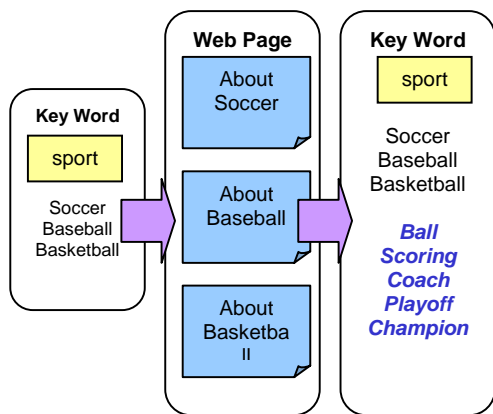 Key Word
sport
Soccer
Baseball
Basketball
Web Page
About
Soccer
About
Baseball
About
Basketba
ll
Key Word
sport
Soccer
Baseball
Basketball
Ball
Scoring
Coach
Playoff
Champion